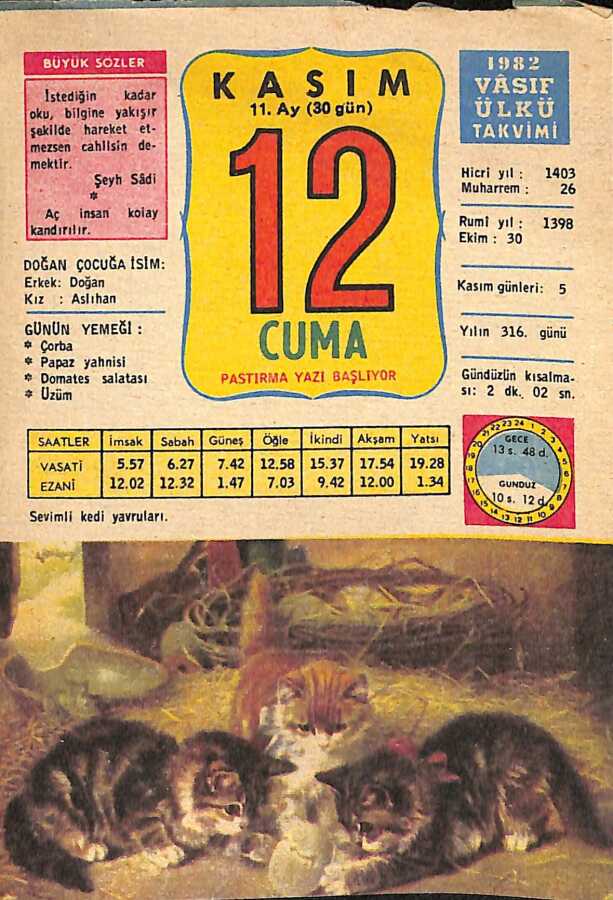 BÜYÜK SÖZLER
İstediğin kadar
oku, bilgine yakışır
şekilde hareket et-
mezsen cahilsin de-
mektir.
Şeyh Sâdi
*
Aç insan kolay
kandırılır.
DOĞAN ÇOCUĞA İSİM:
Erkek: Doğan
Kız : Aslıhan
GÜNÜN YEMEĞİ :
* Çorba
* Papaz yahnisi
* Domates salatası
* Üzüm
KASIM
11. Ay (30 gün)
12
CUMA
PASTIRMA YAZI BAŞLIYOR
1982
VÂSIF
ÜLKÜ
TAKVİMİ
Hicri yıl : 1403
Muharrem : 26
Rumî yıl : 1398
Ekim : 30
Kasım günleri: 5
Yılın 316. günü
Gündüzün kısalma-
sı: 2 dk. 02 sn.
SAATLER İmsak Sabah Güneş Öğle İkindi Akşam Yatsı
VASATİ 5.57 6.27 7.42 12.58 15.37 17.54 19.28
EZANİ 12.02 12.32 1.47 7.03 9.42 12.00 1.34
GECE
13 s. 48 d.
GUNDUZ
10 s. 12 d
Sevimli kedi yavruları.